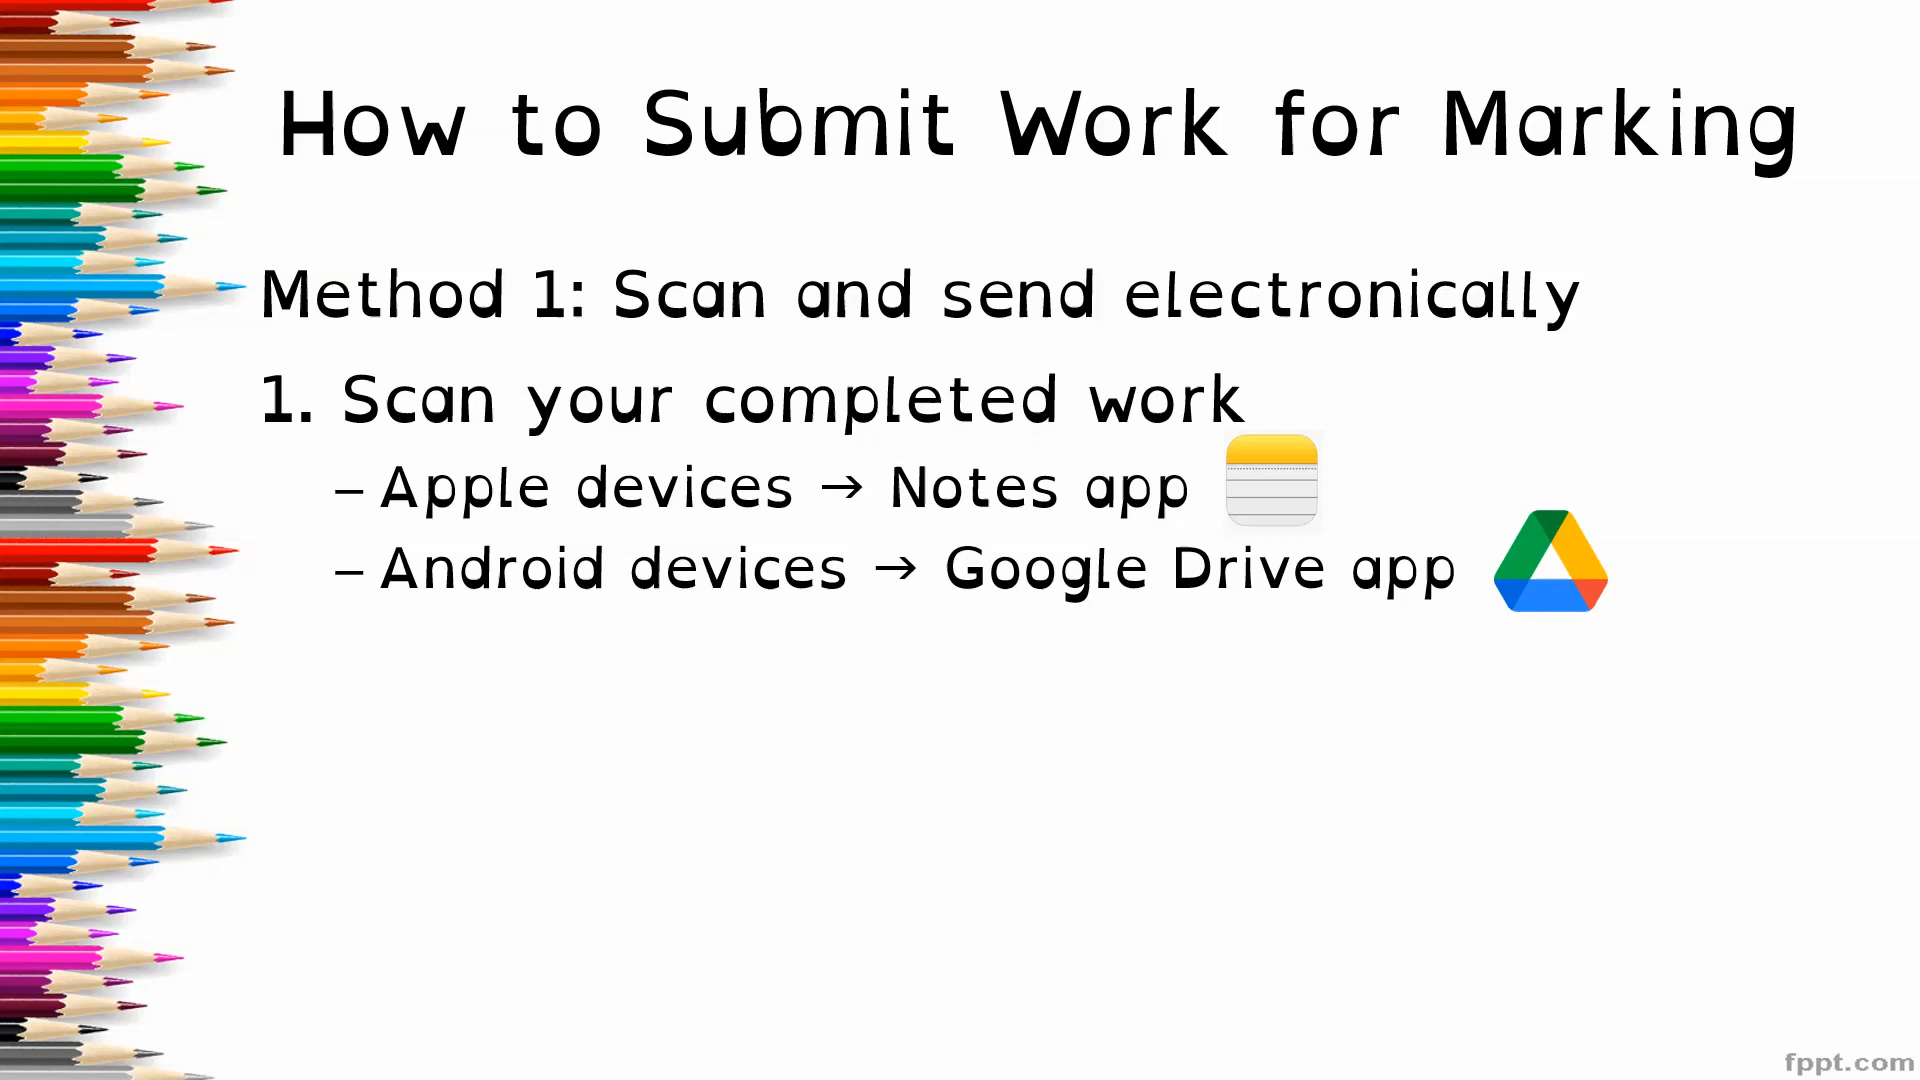 How to Submit Work for Marking
Method 1: Scan and send electronically
1. Scan your completed work
– Apple devices → Notes app
– Android devices → Google Drive app
fppt.com